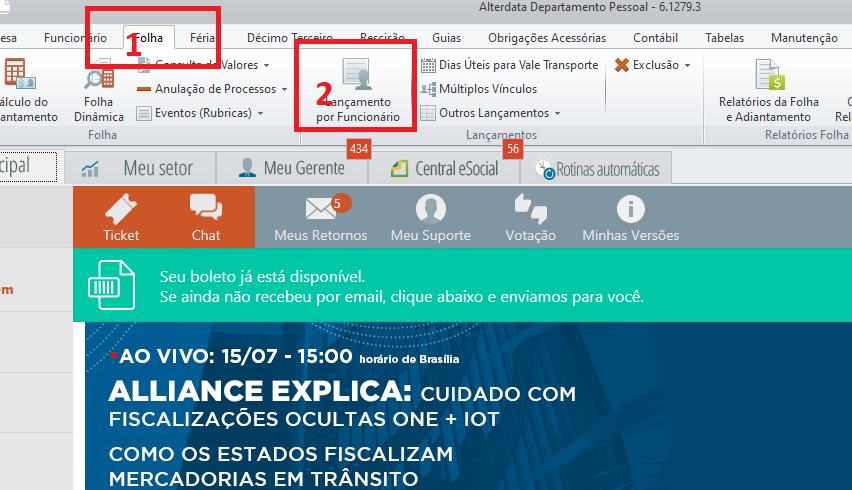 Alterdata Departamento Pessoal - 6.1279.3
esa Funcionário Folha Féria Décimo Terceiro Rescisão Guias Obrigações Acessórias Contábil Tabelas Manutenção
1
2
álculo do
antamento
Folha
Dinâmica
Consulta de Valores
Anulação de Processos
Eventos (Rubricas)
Folha
Lançamento
por Funcionário
Dias Úteis para Vale Transporte
Múltiplos Vínculos
Outros Lançamentos
Exclusão
Lançamentos
Relatórios da Folha
e Adiantamento
Rela
Relatórios Folha
cipal
Meu setor
Meu Gerente
434
Central eSocial
56
Rotinas automáticas
Ticket
Chat
5
Meus Retornos
Meu Suporte
Votação
Minhas Versões
em
Seu boleto já está disponível.
Se ainda não recebeu por email, clique abaixo e enviamos para você.
AO VIVO: 15/07 - 15:00 horário de Brasília
ALLIANCE EXPLICA: CUIDADO COM
FISCALIZAÇÕES OCULTAS ONE + IOT
COMO OS ESTADOS FISCALIZAM
MERCADORIAS EM TRÂNSITO